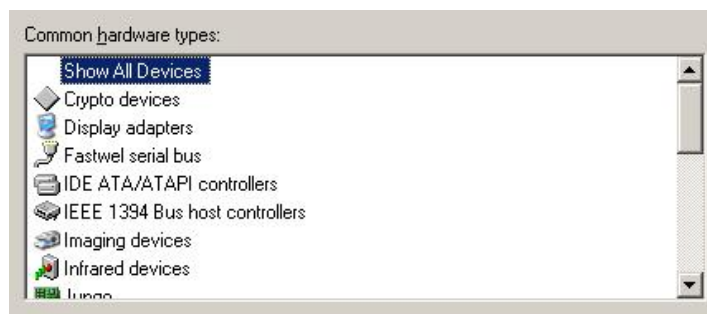 Common hardware types:
Show All Devices
Crypto devices
Display adapters
Fastwel serial bus
IDE ATA/ATAPI controllers
IEEE 1394 Bus host controllers
Imaging devices
Infrared devices
Jungo